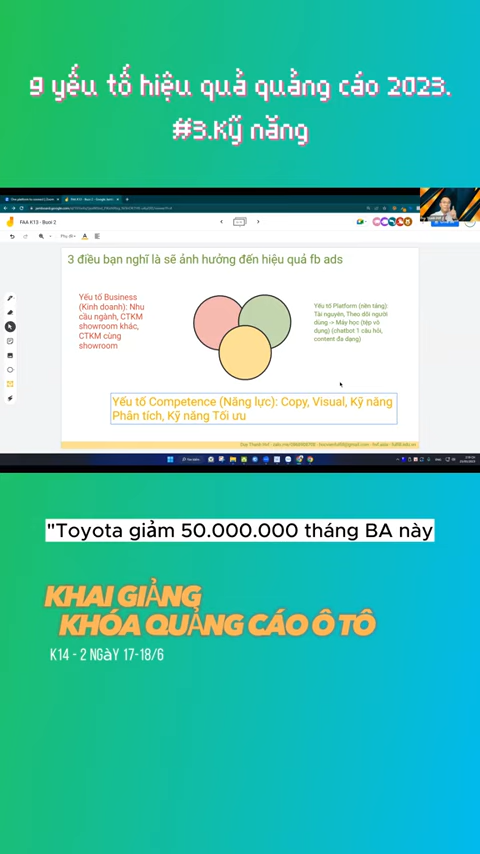 9 yếu tố hiệu quả quảng cáo 2023.
#3.Kỹ năng
FAA K13 - Buoi 2
3 điều bạn nghĩ là sẽ ảnh hưởng đến hiệu quả fb ads
Yếu tố Business
(Kinh doanh): Nhu
cầu ngành, CTKM
showroom khác,
CTKM cùng
showroom
Yếu tố Platform (nền tảng):
Tài nguyên, Theo dõi người
dùng -> Máy học (tệp vô
dụng) (chatbot 1 câu hỏi,
content đa dạng)
Yếu tố Competence (Năng lực): Copy, Visual, Kỹ năng
Phân tích, Kỹ năng Tối ưu
"Toyota giảm 50.000.000 tháng BA này
KHAI GIẢNG
KHÓA QUẢNG CÁO Ô TÔ
K14 - 2 NGàY 17-18/6